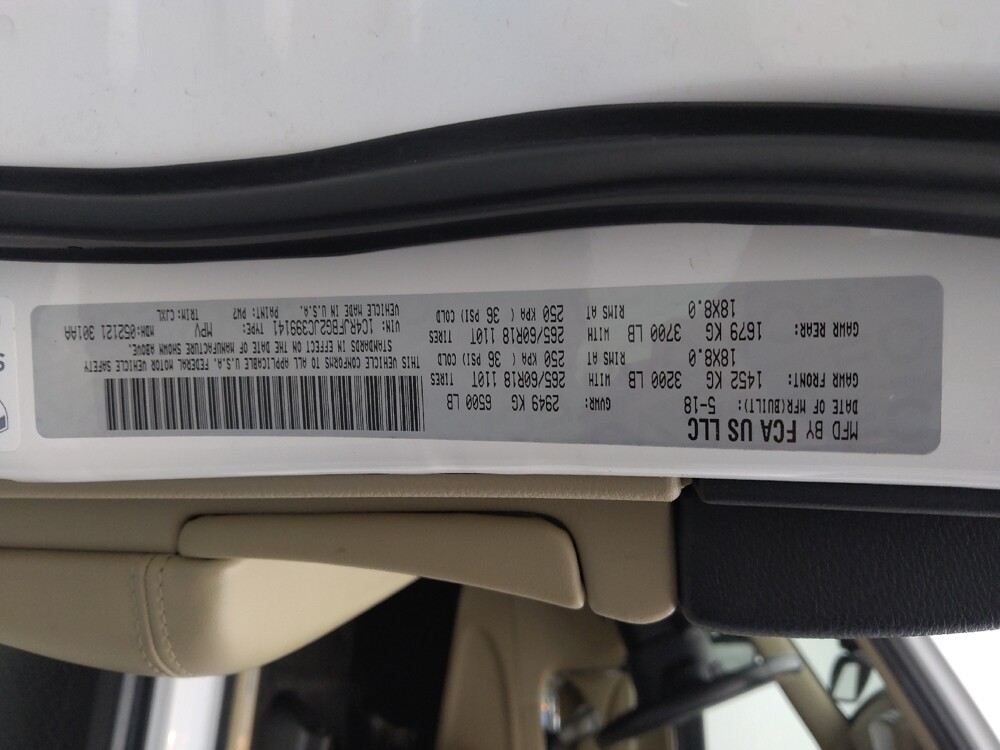 MFD BY FCA US LLC
DATE OF MFR(BUILT): 5-18
GVWR: 2949 KG 6500 LB
GAWR FRONT: 1452 KG 3200 LB WITH 265/60R18 110T TIRES
18X8.0 RIMS AT 250 KPA ( 36 PSI) COLD
GAWR REAR: 1679 KG 3700 LB WITH 265/60R18 110T TIRES
18X8.0 RIMS AT 250 KPA ( 36 PSI) COLD
THIS VEHICLE CONFORMS TO ALL APPLICABLE U.S.A. FEDERAL MOTOR VEHICLE SAFETY
STANDARDS IN EFFECT ON THE DATE OF MANUFACTURE SHOWN ABOVE
VIN: 1C4RJFBG2JC399141 TYPE: MPV MDH:052121 301AA
VEHICLE MADE IN U.S.A. PAINT: PW7 TRIM: CJXL